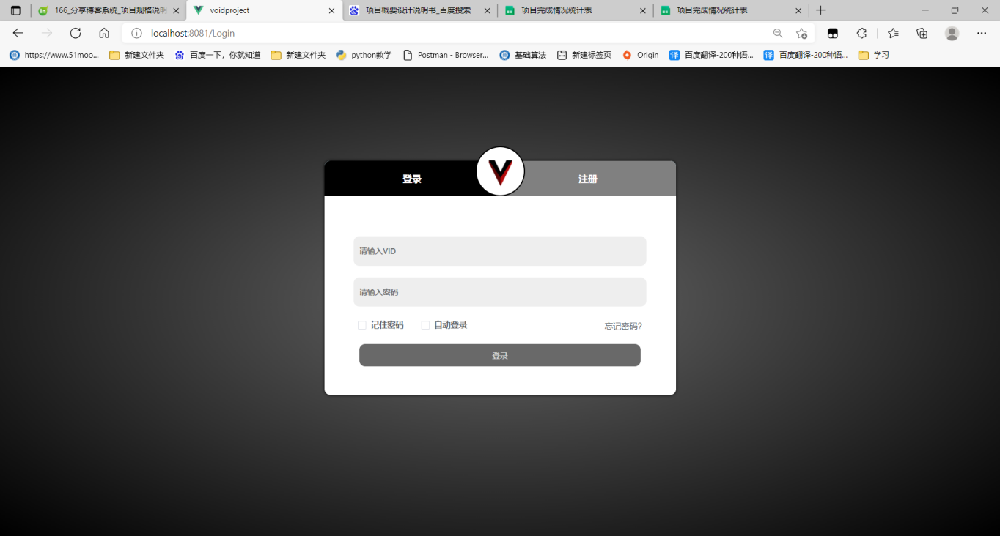 166_分享博客系统_项目规格说明
voidproject
项目概要设计说明书_百度搜索
项目完成情况统计表
项目完成情况统计表
localhost:8081/Login
https://www.51moo...
新建文件夹
百度一下，你就知道
新建文件夹
python教学
Postman - Browser...
基础算法
新建标签页
Origin
译
百度翻译-200种语...
译
百度翻译-200种语...
学习
登录
V
注册
请输入VID
请输入密码
记住密码
自动登录
忘记密码?
登录